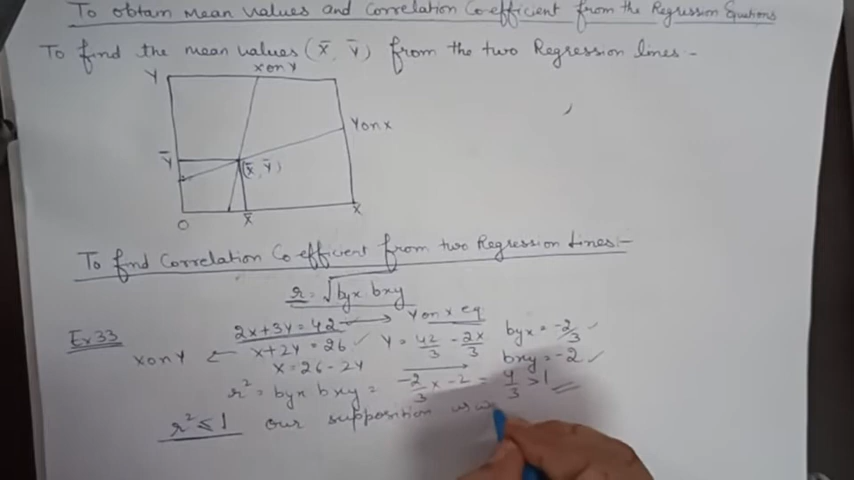 To obtain Mean values and Correlation Co-efficient from the Regression Equations
To find the mean values (x̄, ȳ) from the two Regression lines :-
Y
X on Y
Y on X
Ȳ
(x̄, ȳ)
O
X̄
X
To find Correlation Co-efficient from two Regression Lines:-
r = √byx bxy
Ex 33
2x+3y=42 → Y on X eq
X on Y ← x+2y=26 ✓ Y = 42/3 - 2x/3 byx = -2/3 ✓
x = 26-2y bxy = -2 ✓
r² = byx bxy = -2/3 x -2 = 4/3 >1
r² ≤ 1 our supposition is